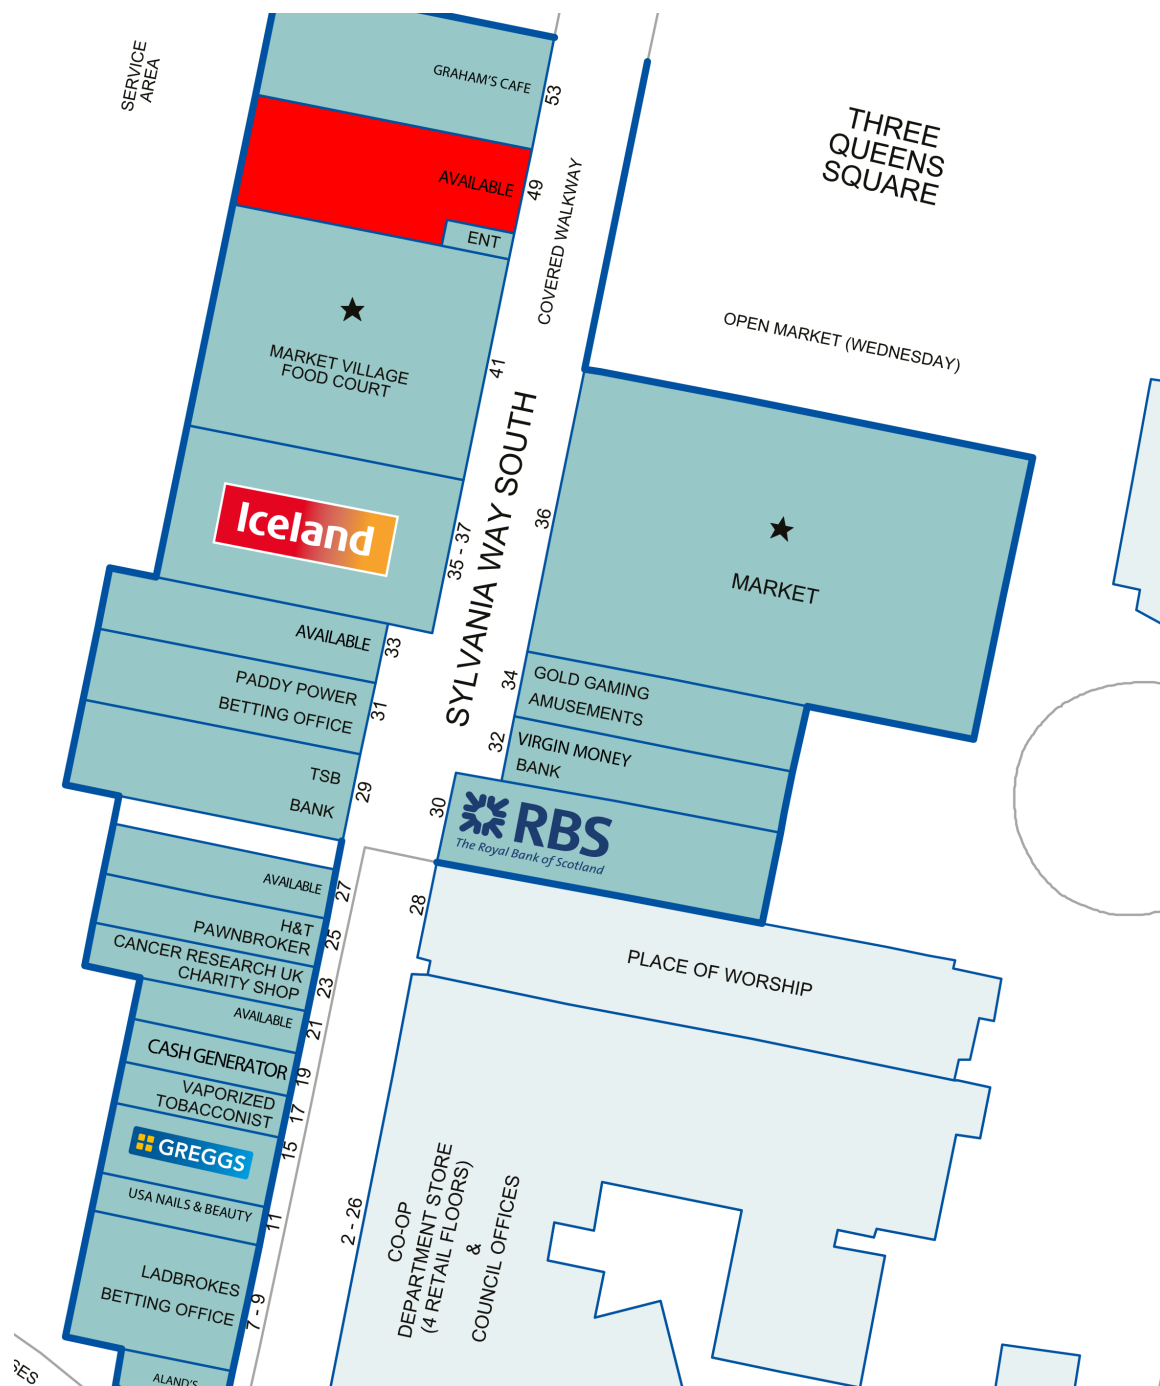 SERVICE
AREA
GRAHAM'S CAFE
53
AVAILABLE
49
ENT
COVERED WALKWAY
THREE
QUEENS
SQUARE
OPEN MARKET (WEDNESDAY)
MARKET VILLAGE
FOOD COURT
41
SYLVANIA WAY SOUTH
Iceland
35 - 37
36
MARKET
AVAILABLE
33
PADDY POWER
BETTING OFFICE
31
TSB
BANK
29
34
GOLD GAMING
AMUSEMENTS
32
VIRGIN MONEY
BANK
30
RBS
The Royal Bank of Scotland
28
PLACE OF WORSHIP
AVAILABLE
27
H&T
PAWNBROKER
25
CANCER RESEARCH UK
CHARITY SHOP
23
AVAILABLE
21
CASH GENERATOR
19
VAPORIZED
TOBACCONIST
17
GREGGS
15
USA NAILS & BEAUTY
11
LADBROKES
BETTING OFFICE
7 - 9
ALAND'S
2 - 26
CO-OP
DEPARTMENT STORE
(4 RETAIL FLOORS)
&
COUNCIL OFFICES